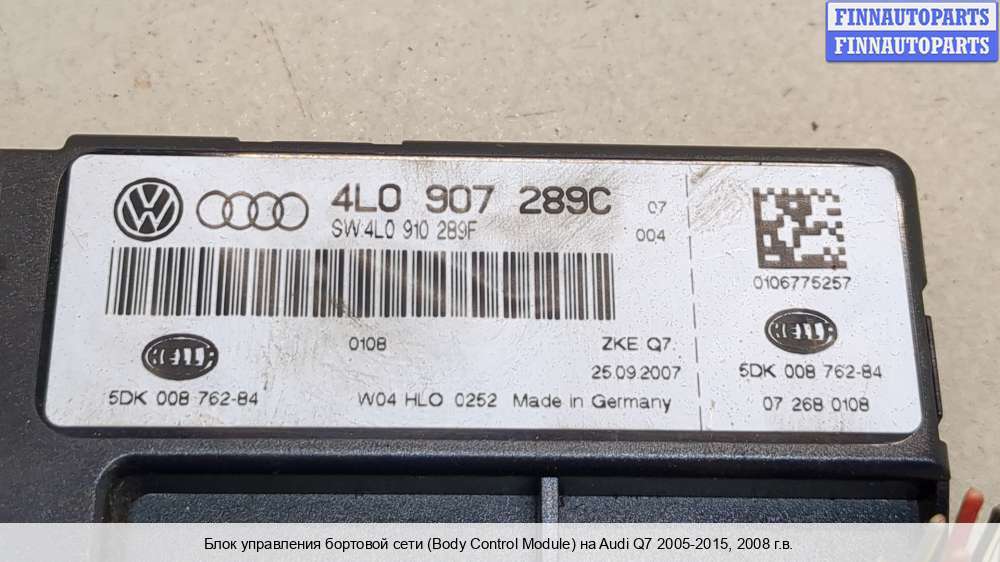 FINNAUTOPARTS
FINNAUTOPARTS
4L0 907 289C
07
SW:4L0 910 289F
004
0106775257
0108
ZKE Q7
HELLA
HELLA
25.09.2007
5DK 008 762-84
5DK 008 762-84
W04 HLO 0252 Made in Germany
07 268 0108
Блок управления бортовой сети (Body Control Module) на Audi Q7 2005-2015, 2008 г.в.